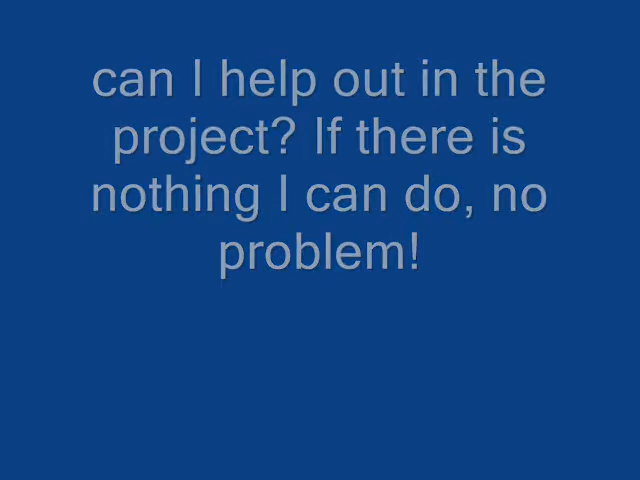 can I help out in the
project? If there is
nothing I can do, no
problem!